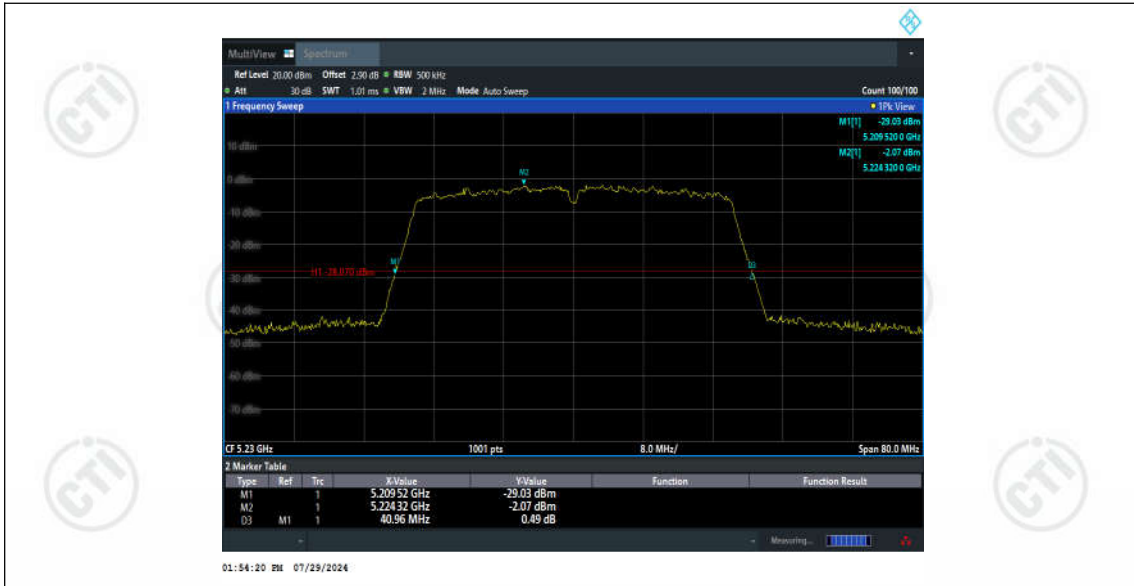 MultiView Spectrum
Ref Level 20.00 dBm Offset 2.90 dB RBW 500 kHz
Att 30 dB SWT 1.01 ms VBW 2 MHz Mode Auto Sweep Count 100/100
1 Frequency Sweep 1Pk View
M1[1] -29.03 dBm
5.209 520 0 GHz
10 dBm
M2[1] -2.07 dBm
5.224 320 0 GHz
M2
0 dBm
-10 dBm
-20 dBm
M1 D3
H1 -28.070 dBm
-30 dBm
-40 dBm
-50 dBm
-60 dBm
-70 dBm
CF 5.23 GHz 1001 pts 8.0 MHz/ Span 80.0 MHz
2 Marker Table
Type Ref Trc X-Value Y-Value Function Function Result
M1 1 5.209 52 GHz -29.03 dBm
M2 1 5.224 32 GHz -2.07 dBm
D3 M1 1 40.96 MHz 0.49 dB
Measuring...
01:54:20 PM 07/29/2024
CTI
CTI
CTI
CTI